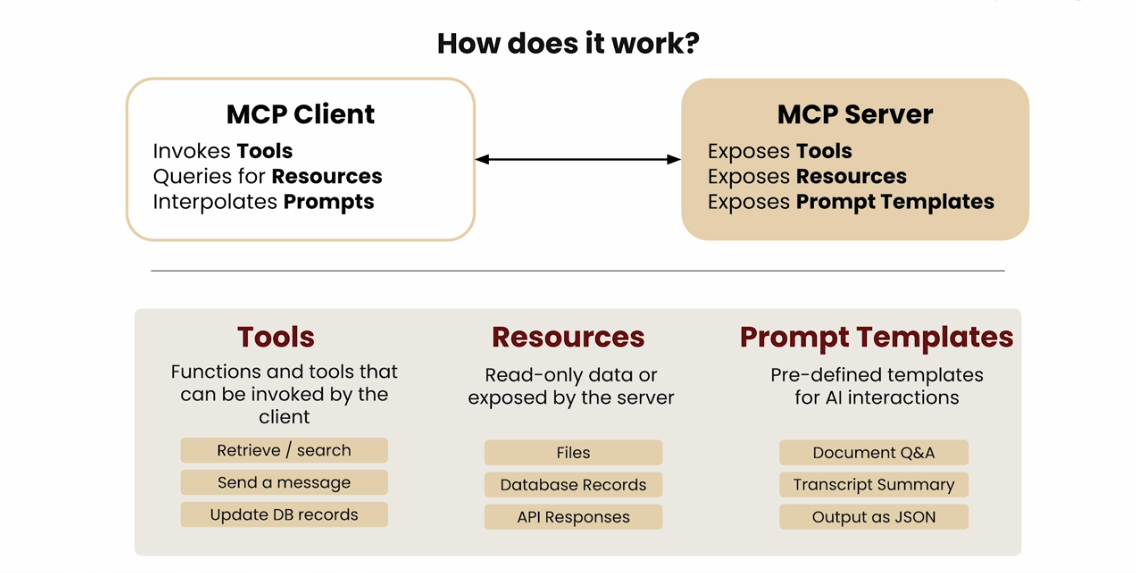 How does it work?
MCP Client
Invokes Tools
Queries for Resources
Interpolates Prompts
MCP Server
Exposes Tools
Exposes Resources
Exposes Prompt Templates
Tools
Functions and tools that
can be invoked by the
client
Retrieve / search
Send a message
Update DB records
Resources
Read-only data or
exposed by the server
Files
Database Records
API Responses
Prompt Templates
Pre-defined templates
for AI interactions
Document Q&A
Transcript Summary
Output as JSON